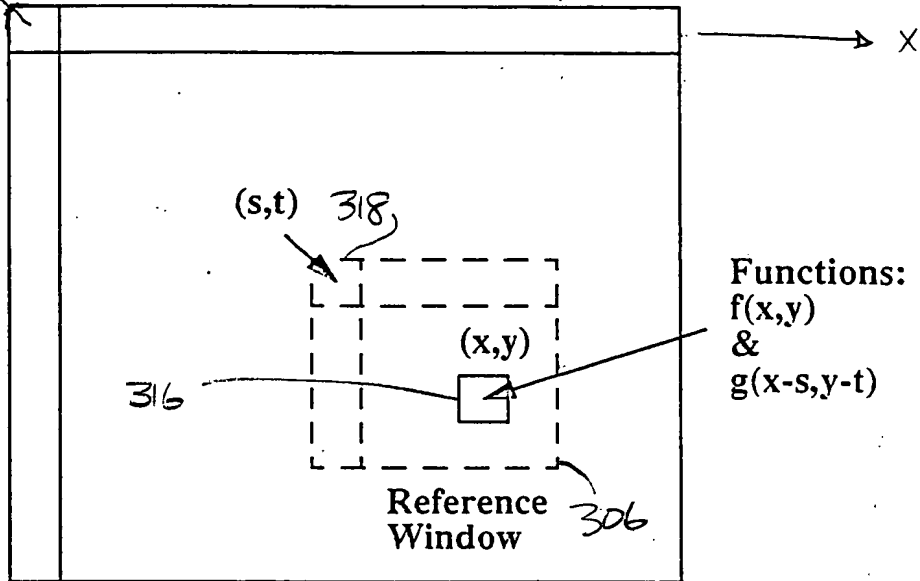 X
(s,t) 318
Functions:
f(x,y)
&
g(x-s,y-t)
(x,y)
316
Reference
Window
306